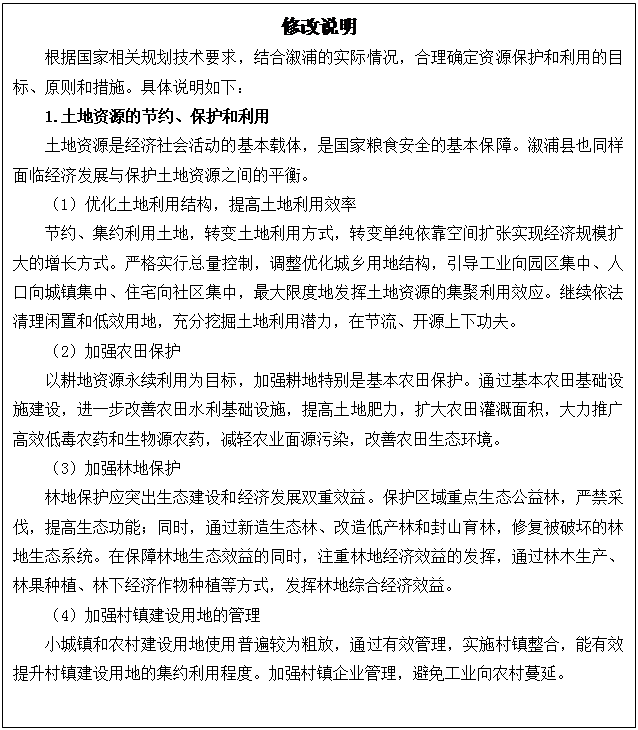 修改说明
根据国家相关规划技术要求，结合溆浦的实际情况，合理确定资源保护和利用的目
标、原则和措施。具体说明如下：
1.土地资源的节约、保护和利用
土地资源是经济社会活动的基本载体，是国家粮食安全的基本保障。溆浦县也同样
面临经济发展与保护土地资源之间的平衡。
（1）优化土地利用结构，提高土地利用效率
节约、集约利用土地，转变土地利用方式，转变单纯依靠空间扩张实现经济规模扩
大的增长方式。严格实行总量控制，调整优化城乡用地结构，引导工业向园区集中、人
口向城镇集中、住宅向社区集中，最大限度地发挥土地资源的集聚利用效应。继续依法
清理闲置和低效用地，充分挖掘土地利用潜力，在节流、开源上下功夫。
（2）加强农田保护
以耕地资源永续利用为目标，加强耕地特别是基本农田保护。通过基本农田基础设
施建设，进一步改善农田水利基础设施，提高土地肥力，扩大农田灌溉面积，大力推广
高效低毒农药和生物源农药，减轻农业面源污染，改善农田生态环境。
（3）加强林地保护
林地保护应突出生态建设和经济发展双重效益。保护区域重点生态公益林，严禁采
伐，提高生态功能；同时，通过新造生态林、改造低产林和封山育林，修复被破坏的林
地生态系统。在保障林地生态效益的同时，注重林地经济效益的发挥，通过林木生产、
林果种植、林下经济作物种植等方式，发挥林地综合经济效益。
（4）加强村镇建设用地的管理
小城镇和农村建设用地使用普遍较为粗放，通过有效管理，实施村镇整合，能有效
提升村镇建设用地的集约利用程度。加强村镇企业管理，避免工业向农村蔓延。